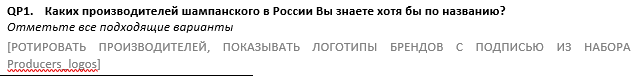 QP1. Каких производителей шампанского в России Вы знаете хотя бы по названию?
Отметьте все подходящие варианты
[РОТИРОВАТЬ ПРОИЗВОДИТЕЛЕЙ, ПОКАЗЫВАТЬ ЛОГОТИПЫ БРЕНДОВ С ПОДПИСЬЮ ИЗ НАБОРА
Producers_logos]